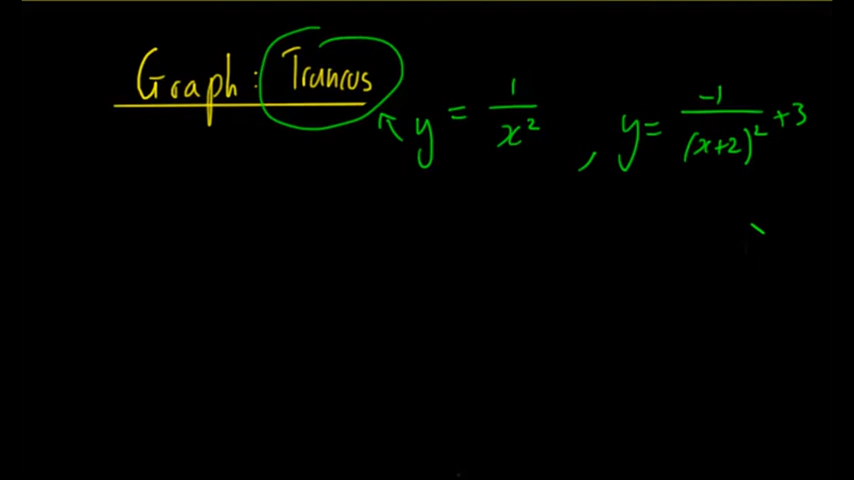 Graph: Truncus
y = 1/x² , y = -1/(x+2)² + 3